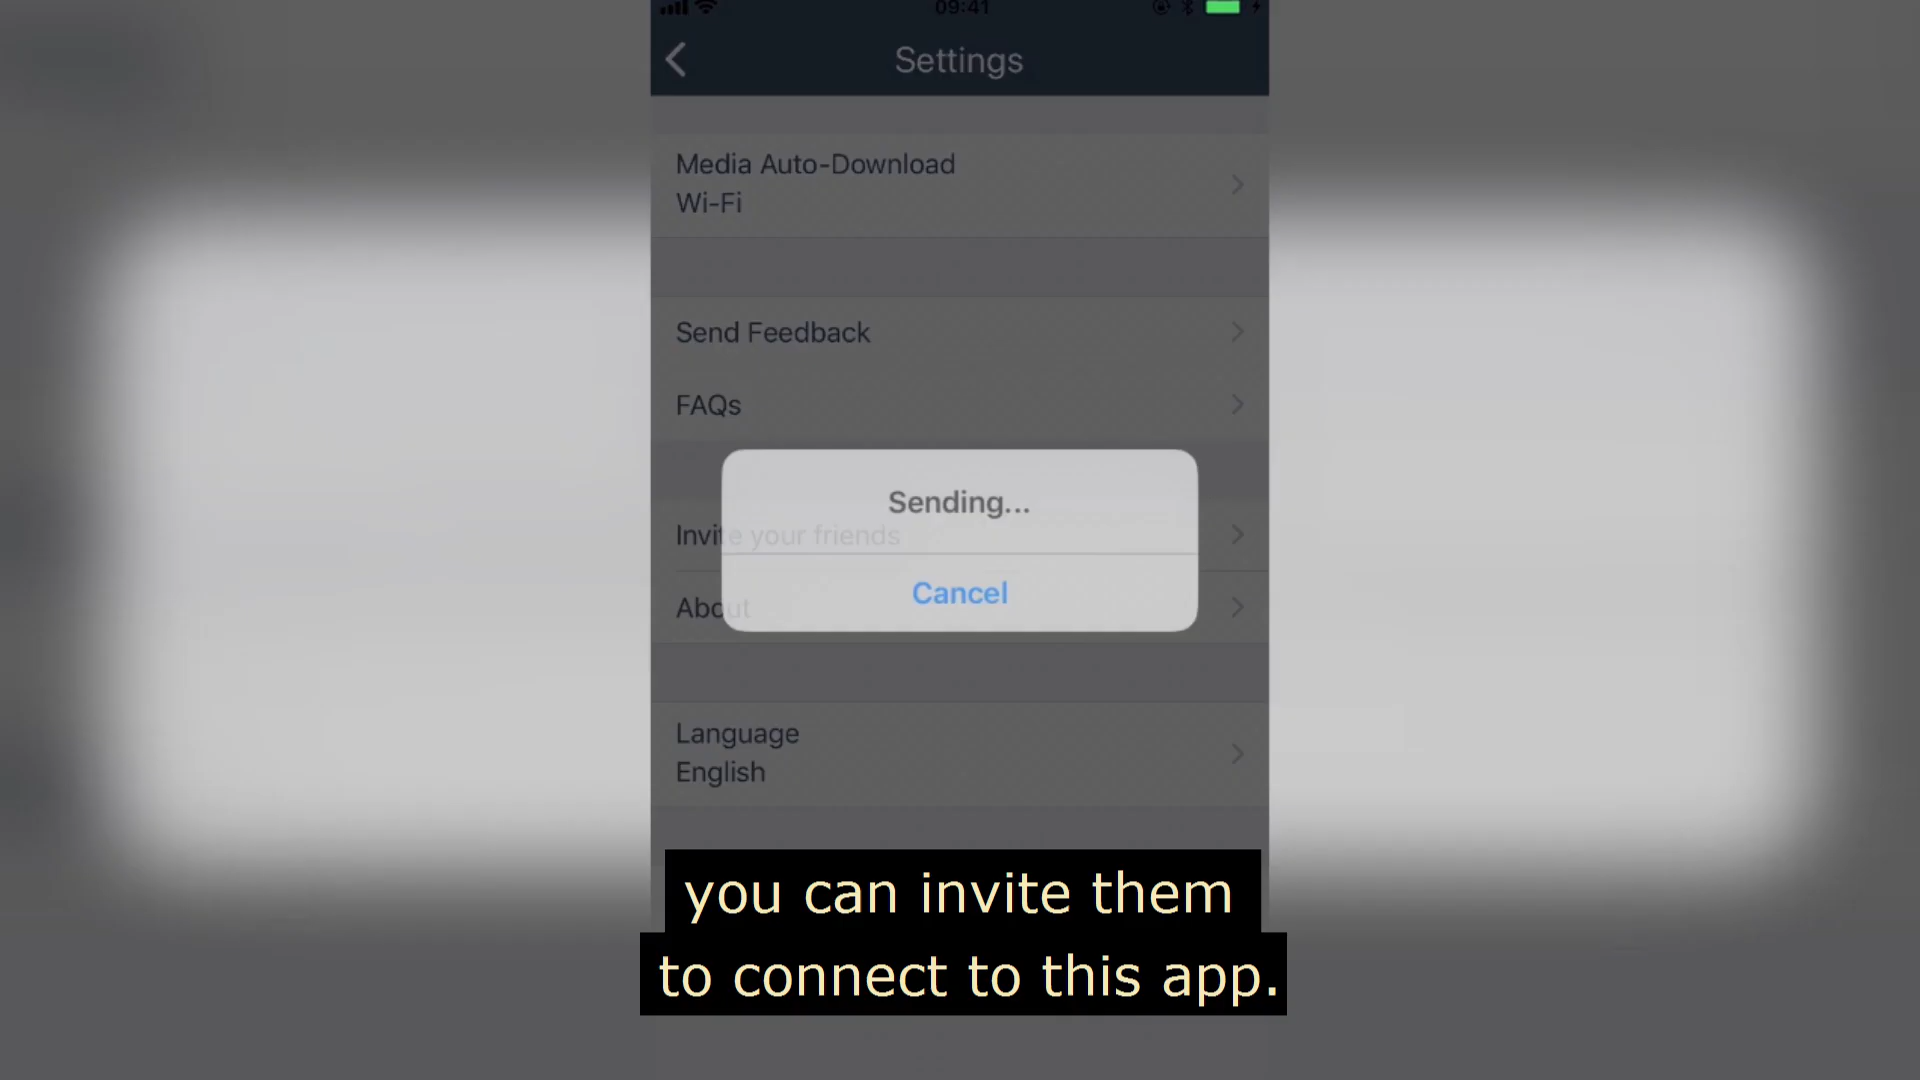 09:41
Settings
Media Auto-Download
Wi-Fi
Send Feedback
FAQs
Sending...
Invite your friends
Cancel
About
Language
English
you can invite them
to connect to this app.